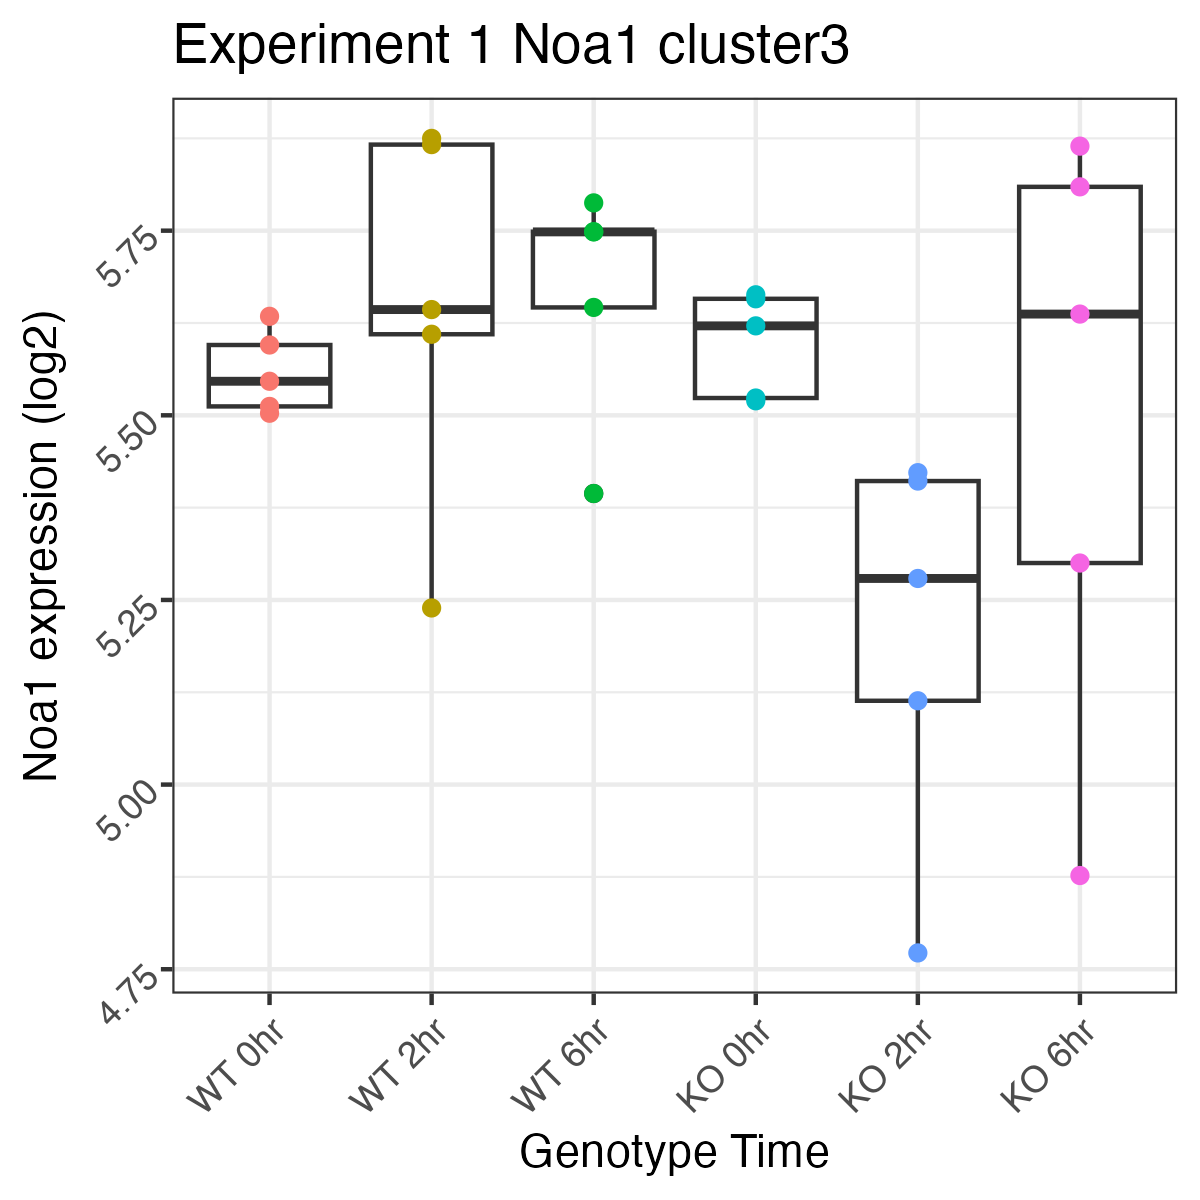 Experiment 1 Noa1 cluster3
Noa1 expression (log2)
5.75
5.50
5.25
5.00
4.75
WT 0hr
WT 2hr
WT 6hr
KO 0hr
KO 2hr
KO 6hr
Genotype Time